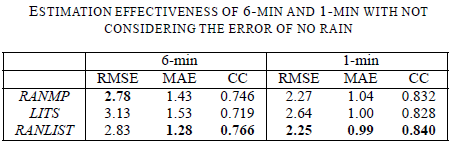 ESTIMATION EFFECTIVENESS OF 6-MIN AND 1-MIN WITH NOT
CONSIDERING THE ERROR OF NO RAIN
6-min 1-min
RMSE MAE CC RMSE MAE CC
RANMP 2.78 1.43 0.746 2.27 1.04 0.832
LITS 3.13 1.53 0.719 2.64 1.00 0.828
RANLIST 2.83 1.28 0.766 2.25 0.99 0.840